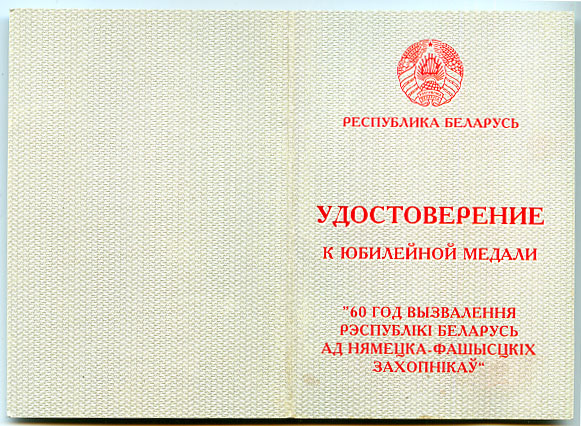 РЕСПУБЛИКА БЕЛАРУСЬ
УДОСТОВЕРЕНИЕ
К ЮБИЛЕЙНОЙ МЕДАЛИ
"60 ГОД ВЫЗВАЛЕННЯ
РЭСПУБЛІКІ БЕЛАРУСЬ
АД НЯМЕЦКА-ФАШЫСЦКІХ
ЗАХОПНІКАЎ"